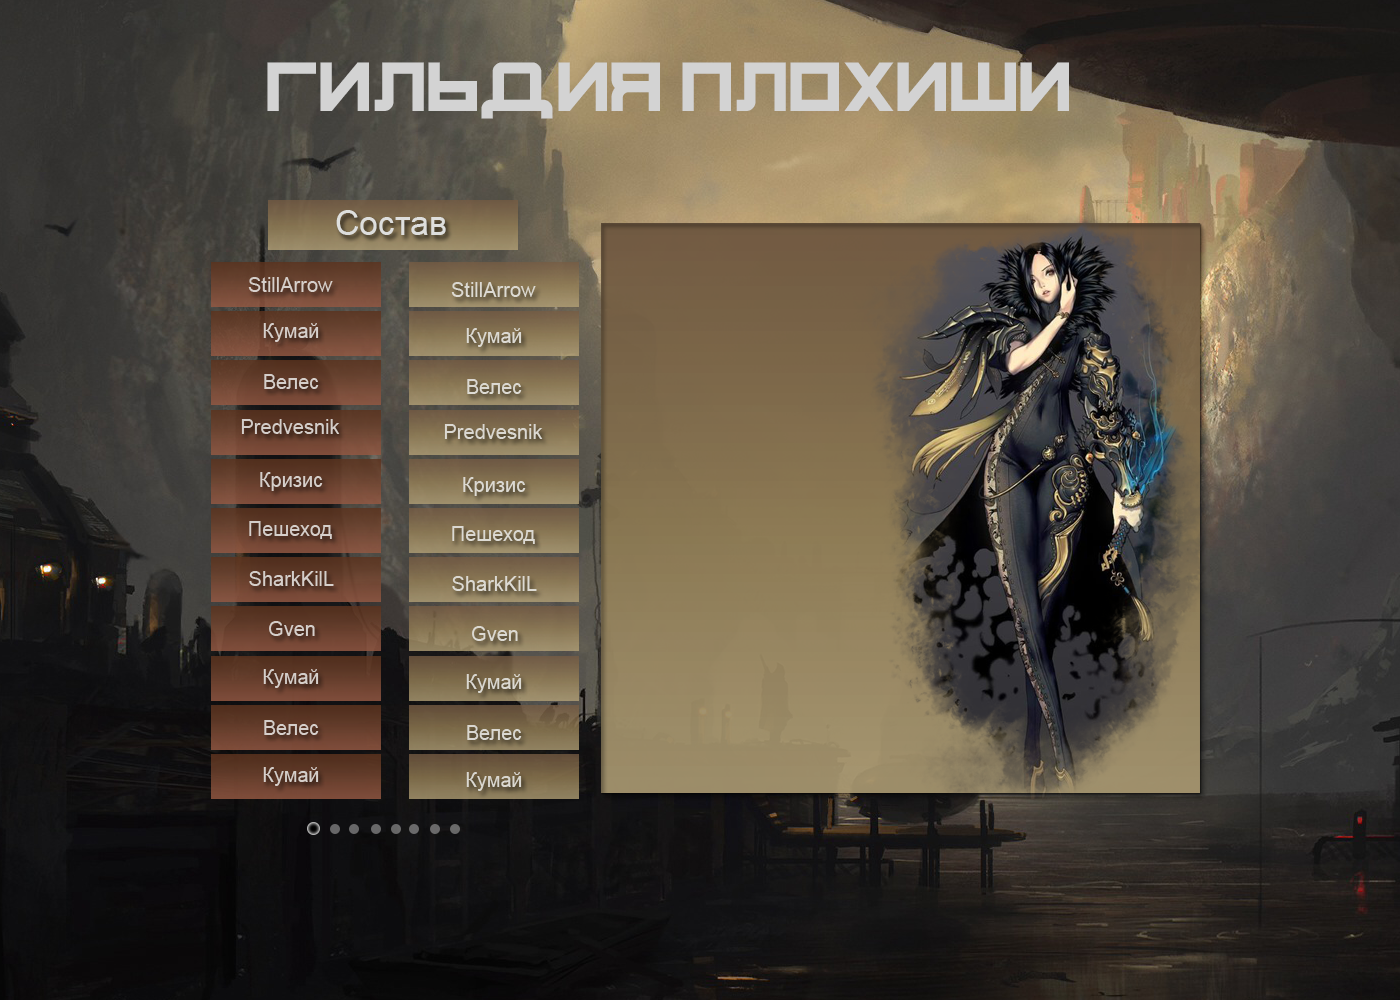 ГИЛЬДИЯ ПЛОХИШИ
Состав
StillArrow
Кумай
Велес
Predvesnik
Кризис
Пешеход
SharkKilL
Gven
Кумай
Велес
Кумай
StillArrow
Кумай
Велес
Predvesnik
Кризис
Пешеход
SharkKilL
Gven
Кумай
Велес
Кумай